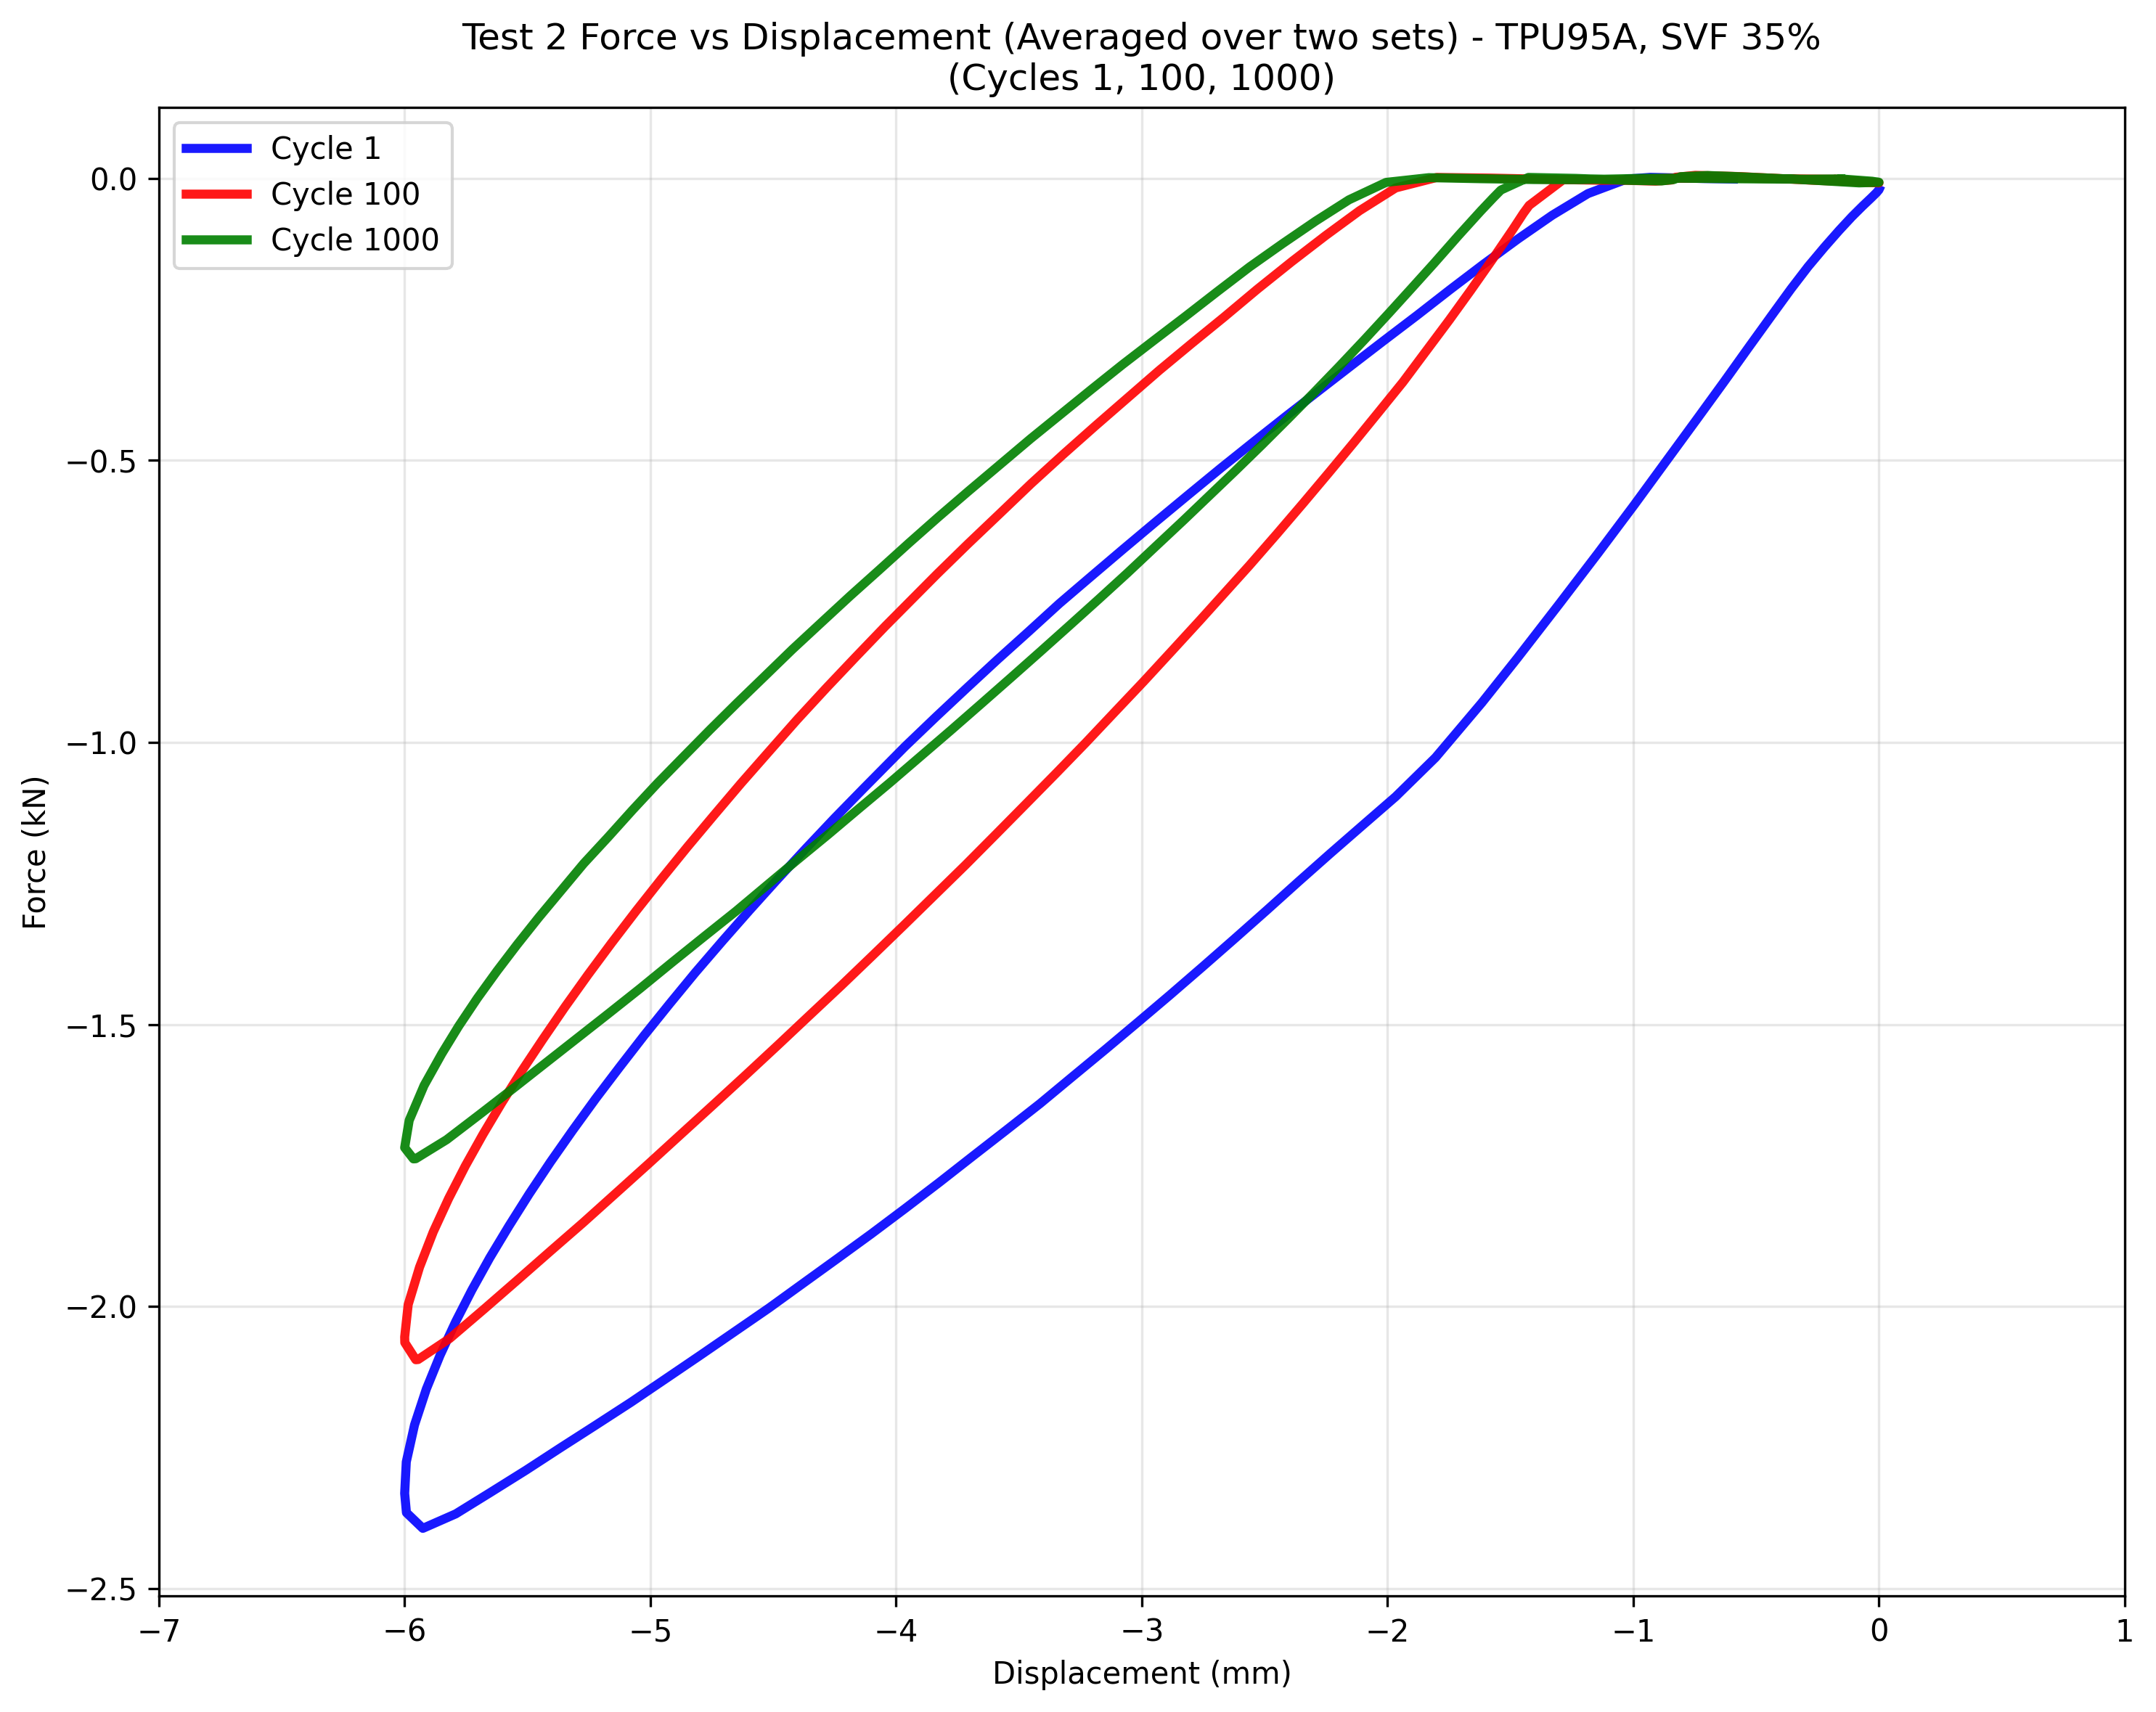 Test 2 Force vs Displacement (Averaged over two sets) - TPU95A, SVF 35%
(Cycles 1, 100, 1000)
Cycle 1
Cycle 100
Cycle 1000
0.0
−0.5
−1.0
−1.5
−2.0
−2.5
Force (kN)
−7
−6
−5
−4
−3
−2
−1
0
1
Displacement (mm)